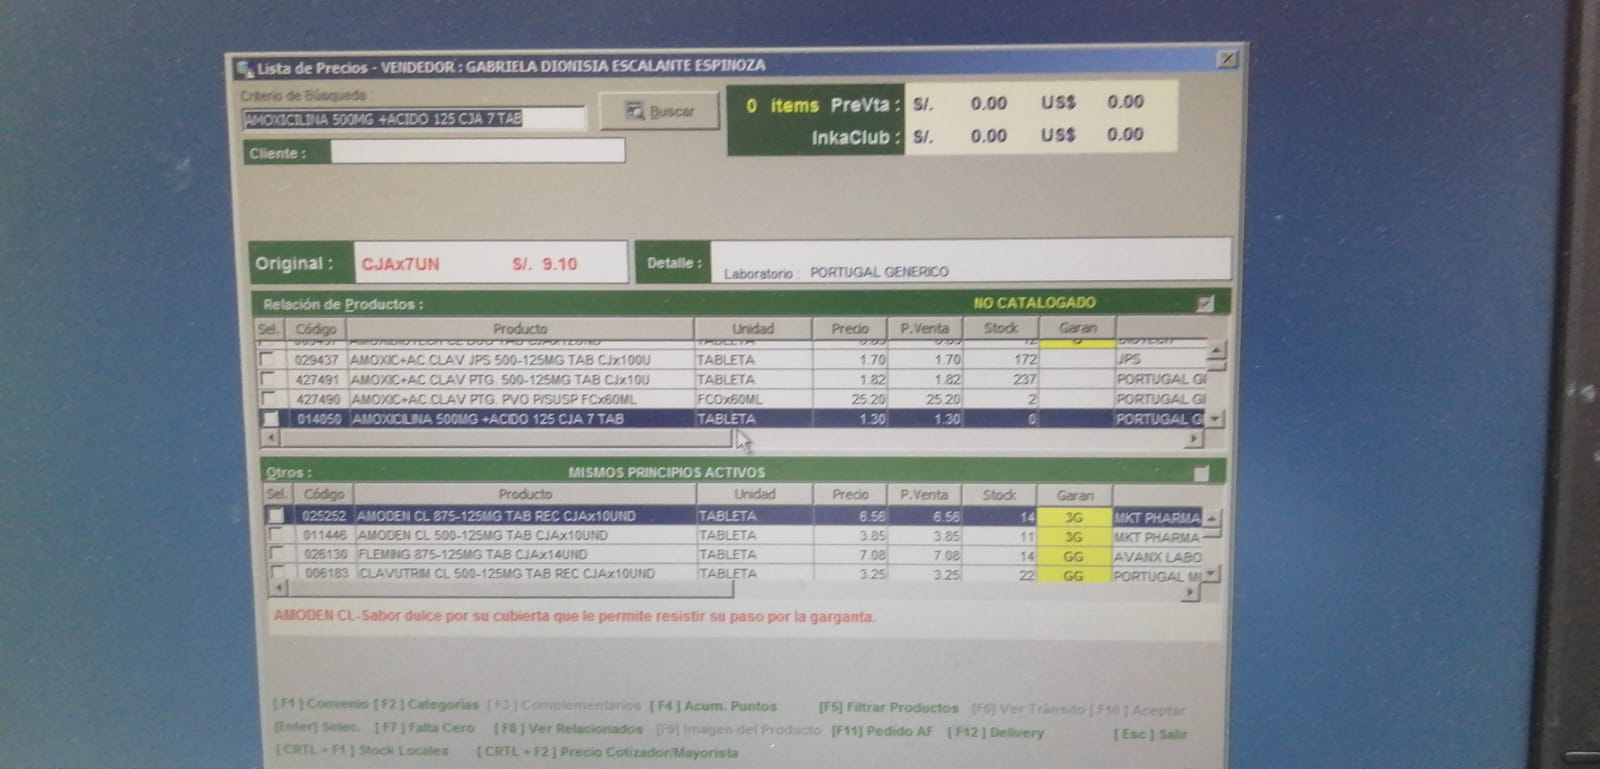 Lista de Precios - VENDEDOR : GABRIELA DIONISIA ESCALANTE ESPINOZA
Criterio de Búsqueda :
AMOXICILINA 500MG +ACIDO 125 CJA 7 TAB
Buscar
0 items PreVta : S/. 0.00 US$ 0.00
InkaClub : S/. 0.00 US$ 0.00
Cliente :
Original : CJAx7UN S/. 9.10
Detalle : Laboratorio : PORTUGAL GENERICO
Relación de Productos : NO CATALOGADO
Sel. Código Producto Unidad Precio P.Venta Stock Garan
029437 AMOXIC+AC.CLAV JPS 500-125MG TAB CJx100U TABLETA 1.70 1.70 172 JPS
427491 AMOXIC+AC.CLAV PTG. 500-125MG TAB CJx10U TABLETA 1.82 1.82 237 PORTUGAL GI
427490 AMOXIC+AC.CLAV PTG. PVO P/SUSP FCx60ML FCOx60ML 25.20 25.20 2 PORTUGAL GI
014050 AMOXICILINA 500MG +ACIDO 125 CJA 7 TAB TABLETA 1.30 1.30 0 PORTUGAL G
Otros : MISMOS PRINCIPIOS ACTIVOS
Sel. Código Producto Unidad Precio P.Venta Stock Garan
025252 AMODEN CL 875-125MG TAB REC CJAx10UND TABLETA 6.56 6.56 14 3G MKT PHARMA
011446 AMODEN CL 500-125MG TAB CJAx10UND TABLETA 3.85 3.85 11 3G MKT PHARMA
026130 FLEMING 875-125MG TAB CJAx14UND TABLETA 7.08 7.08 14 GG AVANX LABO
006183 CLAVUTRIM CL 500-125MG TAB REC CJAx10UND TABLETA 3.25 3.25 22 GG PORTUGAL M
AMODEN CL-Sabor dulce por su cubierta que le permite resistir su paso por la garganta.
[ F1 ] Convenio [ F2 ] Categorías [ F3 ] Complementarios [ F4 ] Acum. Puntos [F5] Filtrar Productos [F6] Ver Tránsito [ F10 ] Aceptar
[Enter] Selec. [ F7 ] Falta Cero [ F8 ] Ver Relacionados [F9] Imagen del Producto [F11] Pedido AF [ F12 ] Delivery [ Esc ] Salir
[ CRTL + F1 ] Stock Locales [ CRTL + F2 ] Precio Cotizador/Mayorista